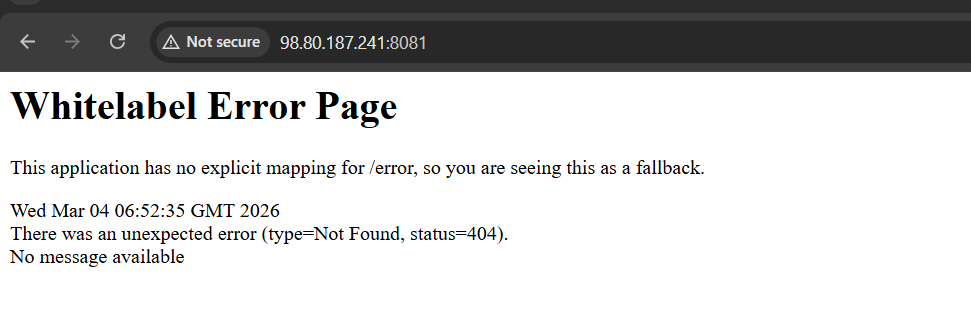 Not secure 98.80.187.241:8081
Whitelabel Error Page
This application has no explicit mapping for /error, so you are seeing this as a fallback.
Wed Mar 04 06:52:35 GMT 2026
There was an unexpected error (type=Not Found, status=404).
No message available